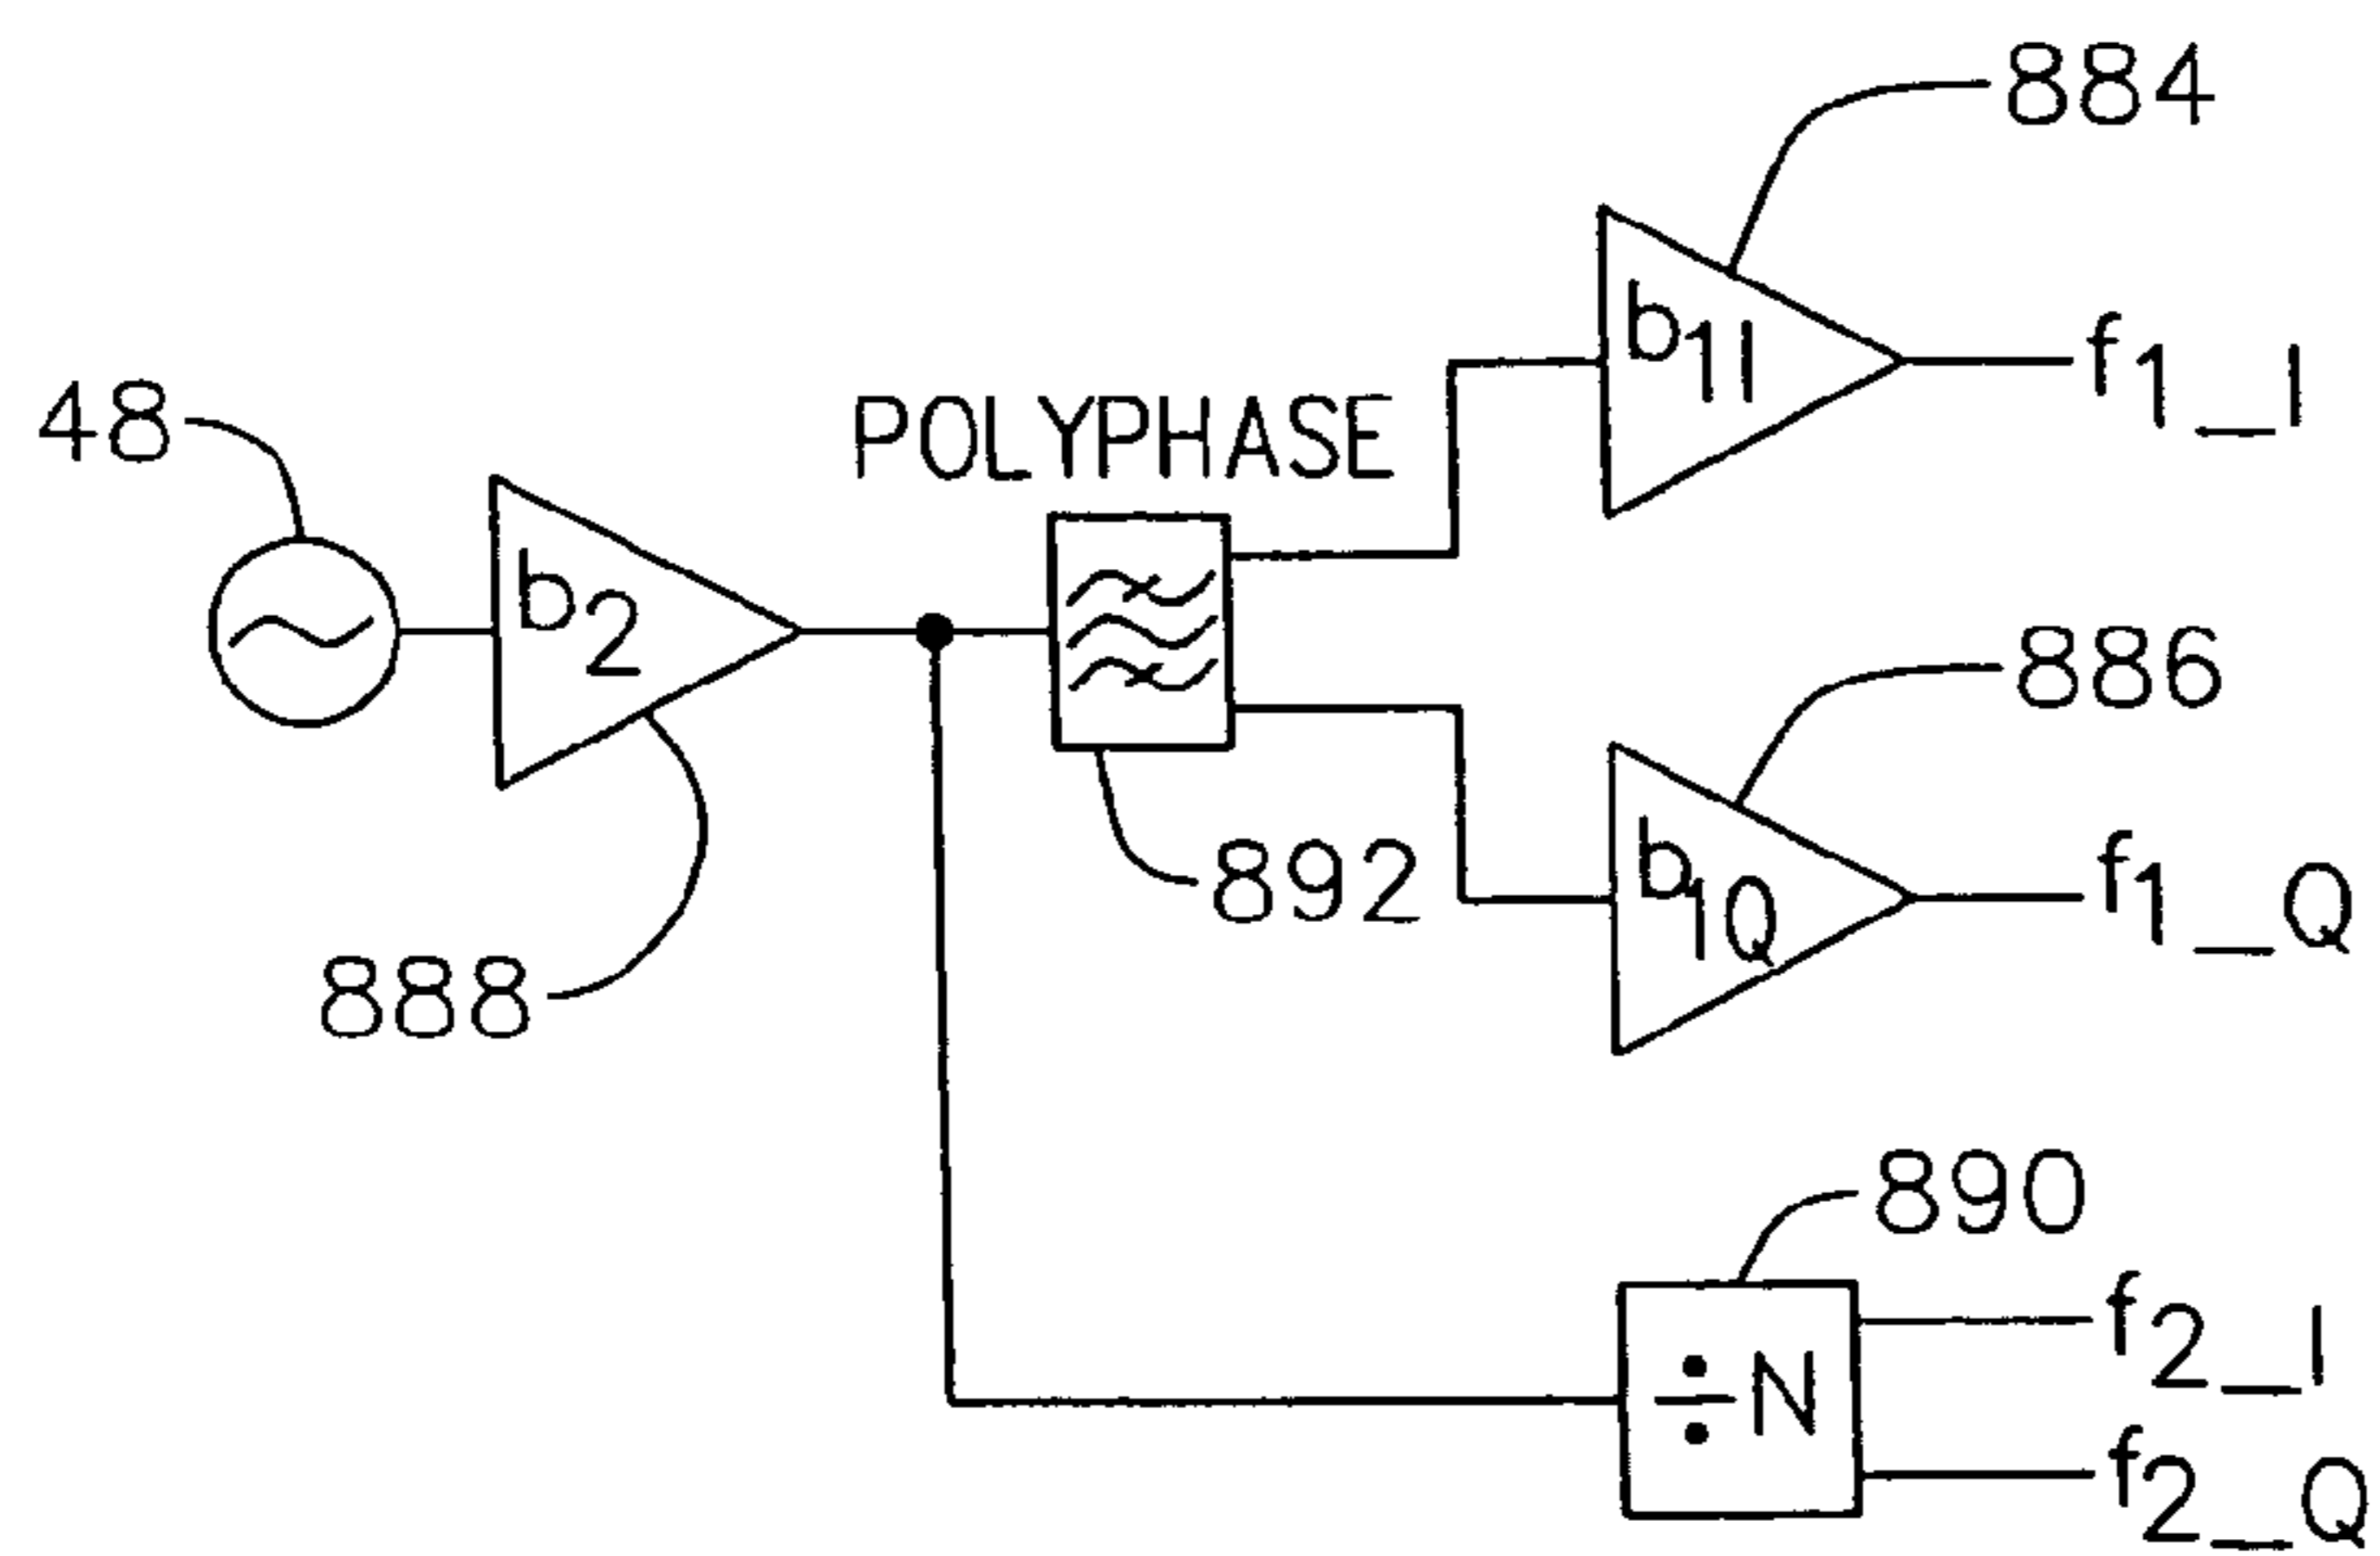 884
b1I
f1_I
48
POLYPHASE
b2
886
892
b1Q
f1_Q
888
890
f2_I
÷N
f2_Q